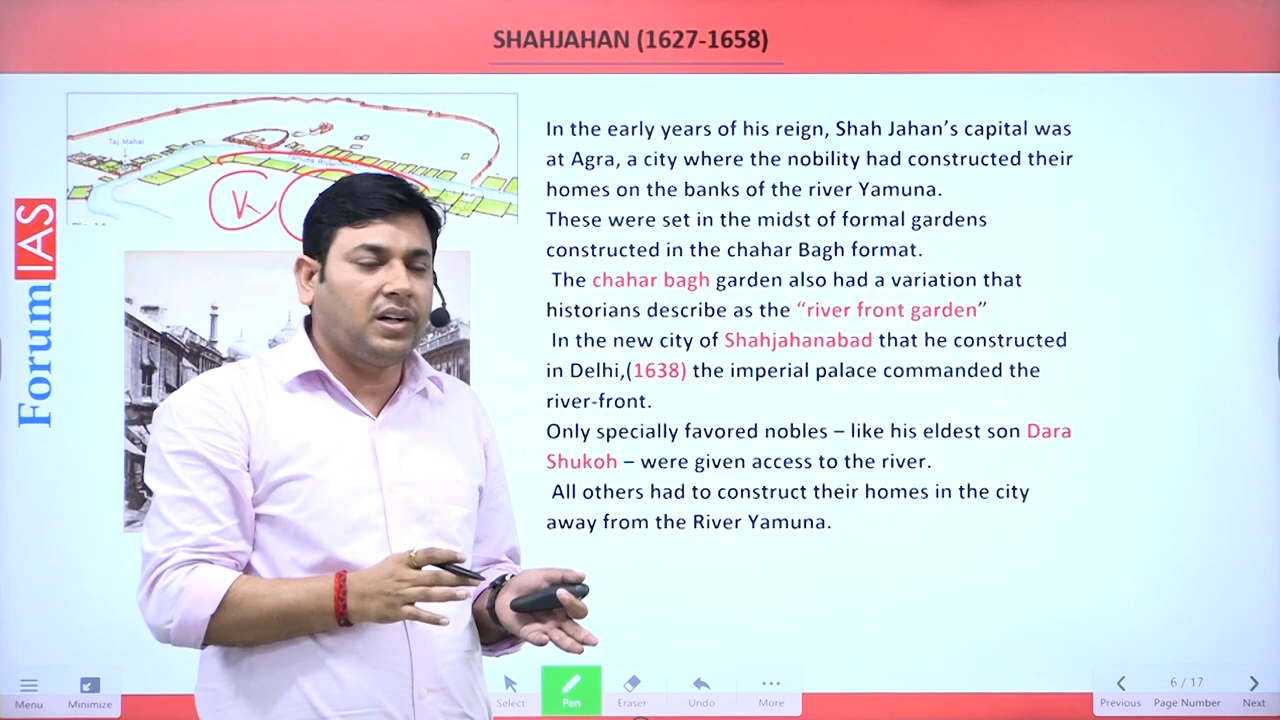 SHAHJAHAN (1627-1658)
Taj Mahal
Yamuna River
K
ForumIAS
In the early years of his reign, Shah Jahan’s capital was
at Agra, a city where the nobility had constructed their
homes on the banks of the river Yamuna.
These were set in the midst of formal gardens
constructed in the chahar Bagh format.
The chahar bagh garden also had a variation that
historians describe as the “river front garden”
In the new city of Shahjahanabad that he constructed
in Delhi,(1638) the imperial palace commanded the
river-front.
Only specially favored nobles – like his eldest son Dara
Shukoh – were given access to the river.
All others had to construct their homes in the city
away from the River Yamuna.
Menu
Minimize
Select
Pen
Eraser
Undo
More
Previous
6 / 17
Page Number
Next